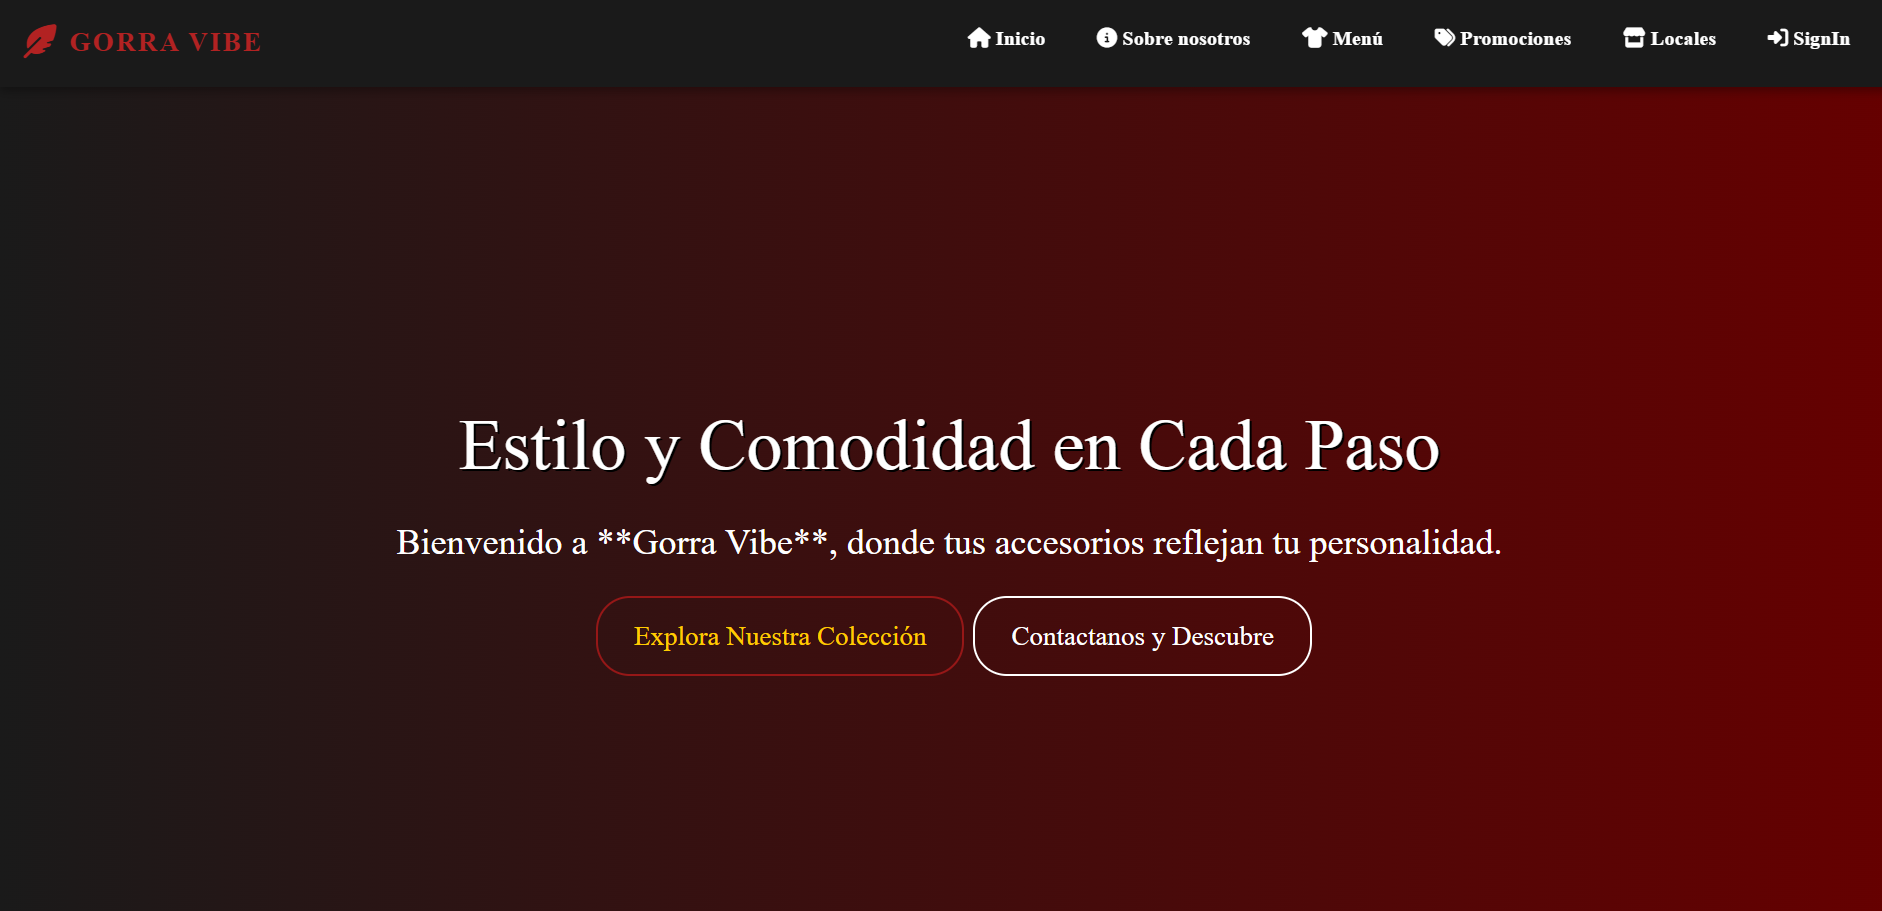 GORRA VIBE
Inicio
Sobre nosotros
Menú
Promociones
Locales
SignIn
Estilo y Comodidad en Cada Paso
Bienvenido a **Gorra Vibe**, donde tus accesorios reflejan tu personalidad.
Explora Nuestra Colección
Contactanos y Descubre